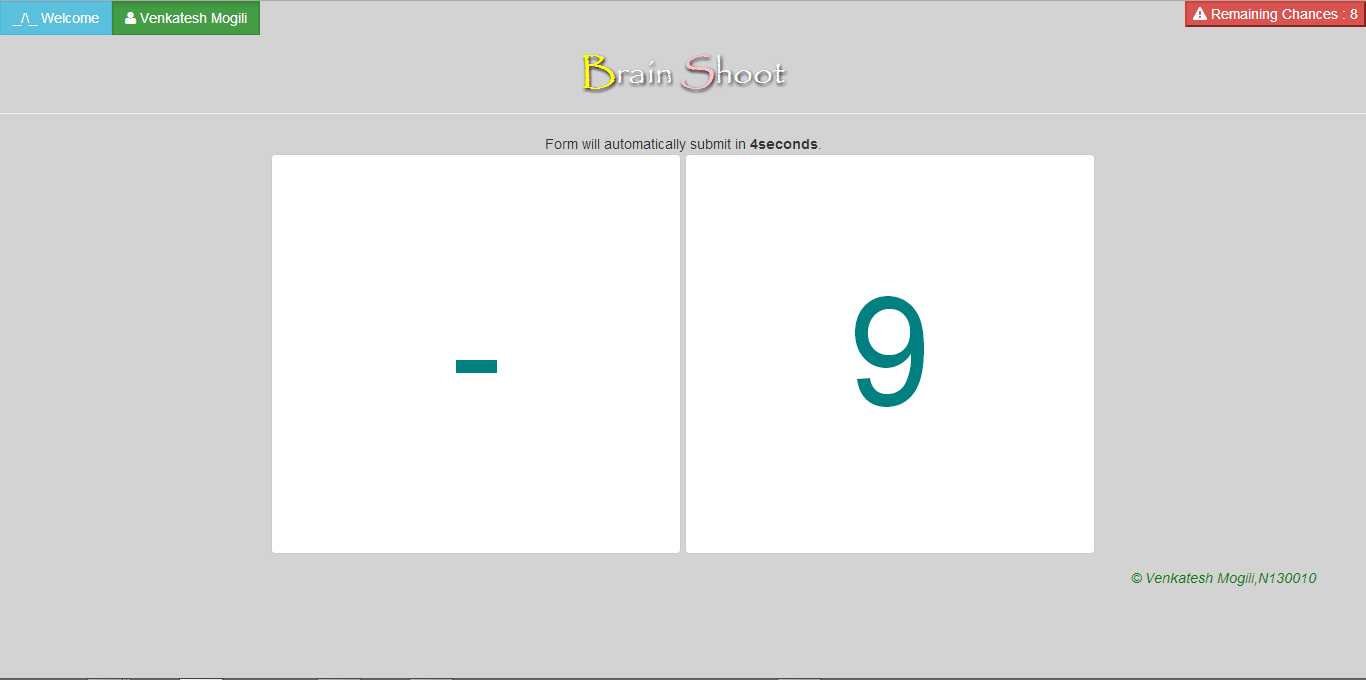 _/\_ Welcome Venkatesh Mogili Remaining Chances : 8
Brain Shoot
Form will automatically submit in 4seconds.
- 9
© Venkatesh Mogili,N130010